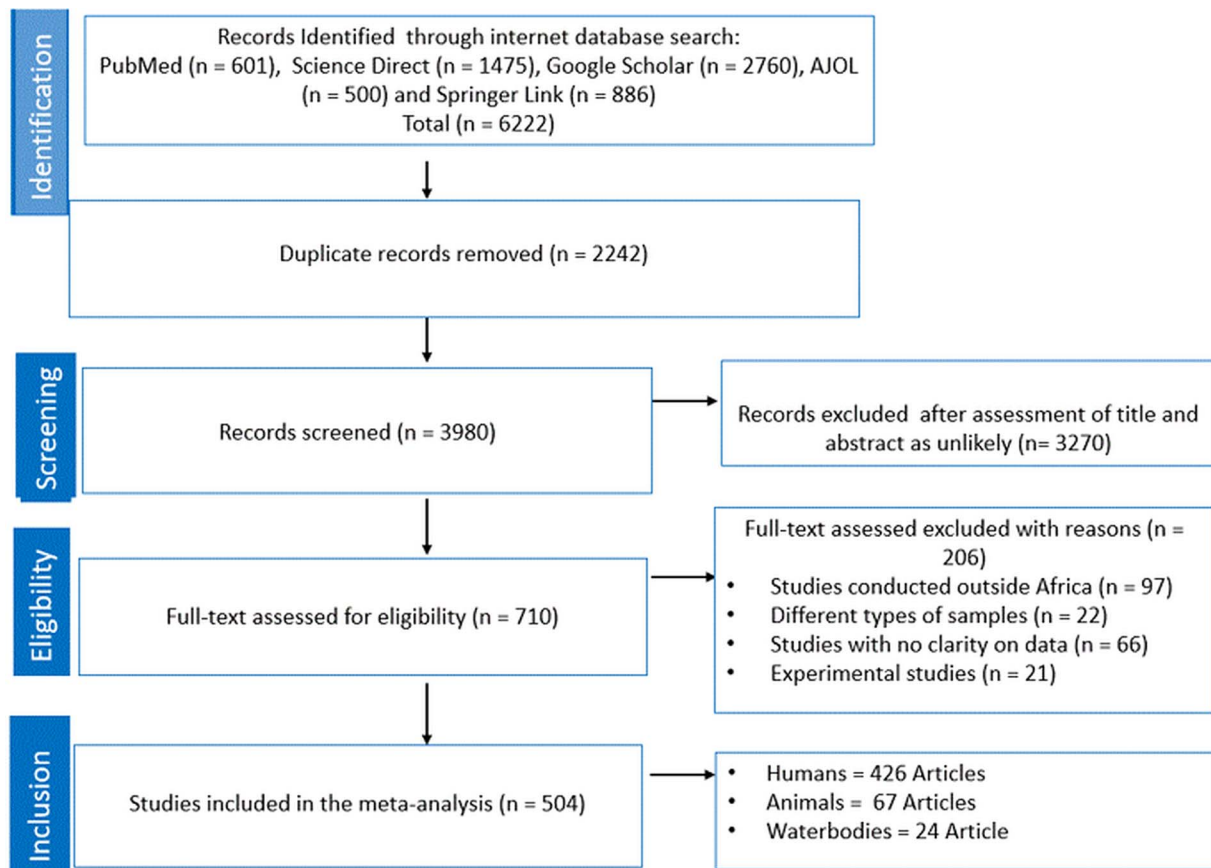 Identification
Records Identified through internet database search:
PubMed (n = 601), Science Direct (n = 1475), Google Scholar (n = 2760), AJOL
(n = 500) and Springer Link (n = 886)
Total (n = 6222)
Duplicate records removed (n = 2242)
Screening
Records screened (n = 3980)
Records excluded after assessment of title and
abstract as unlikely (n= 3270)
Eligibility
Full-text assessed for eligibility (n = 710)
Full-text assessed excluded with reasons (n =
206)
• Studies conducted outside Africa (n = 97)
• Different types of samples (n = 22)
• Studies with no clarity on data (n = 66)
• Experimental studies (n = 21)
Inclusion
Studies included in the meta-analysis (n = 504)
• Humans = 426 Articles
• Animals = 67 Articles
• Waterbodies = 24 Article